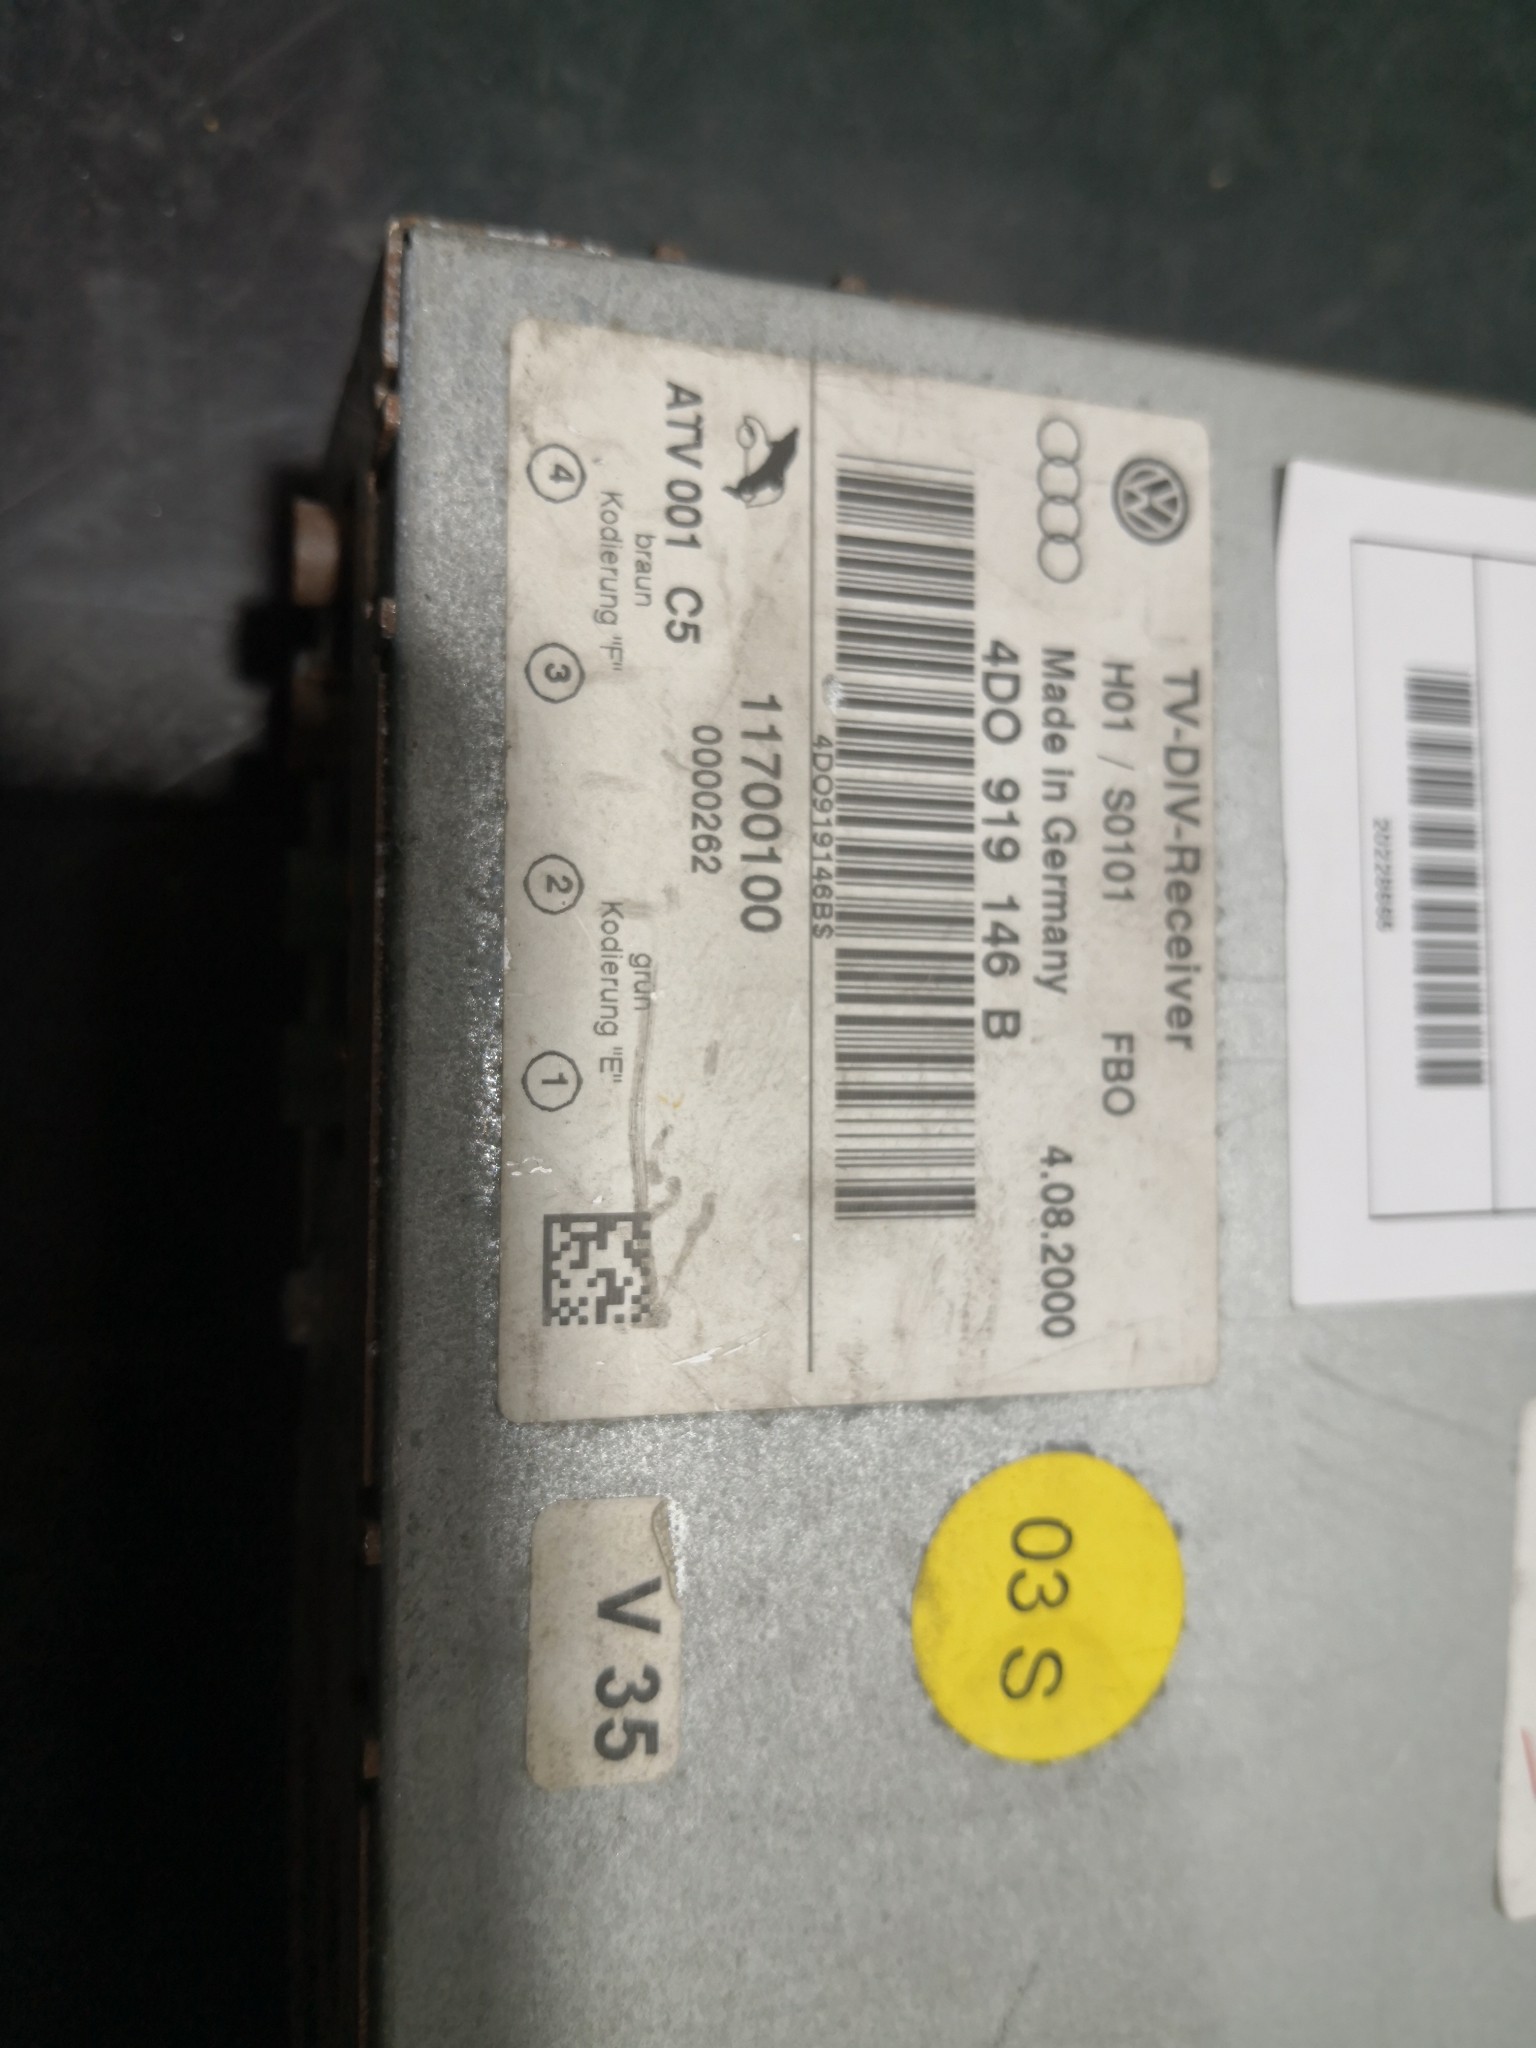 TV-DIV-Receiver
H01 / S0101 FBO
Made in Germany 4.08.2000
4DO 919 146 B
4DO919146BS
11700100
ATV 001 C5 0000262
braun grün
Kodierung "F" Kodierung "E"
4 3 2 1
03 S
V 35